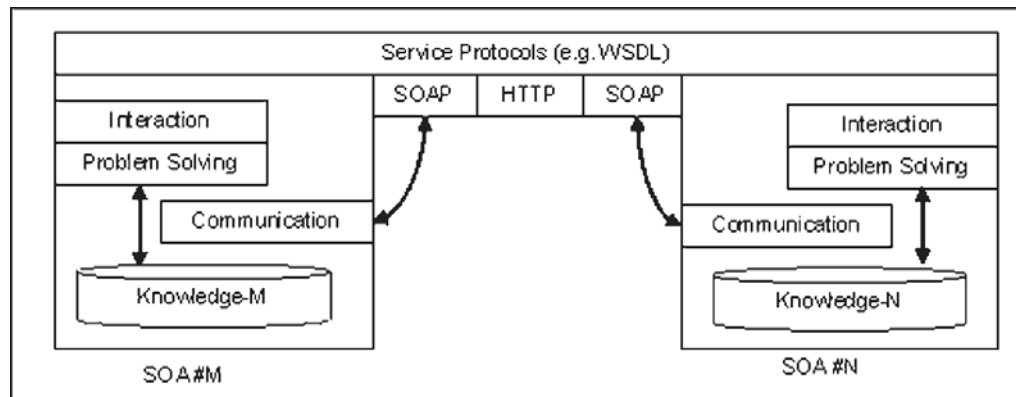 Service Protocols (e.g. WSDL)
SOAP HTTP SOAP
Interaction
Problem Solving
Communication
Knowledge-M
SOA #M
Interaction
Problem Solving
Communication
Knowledge-N
SOA #N